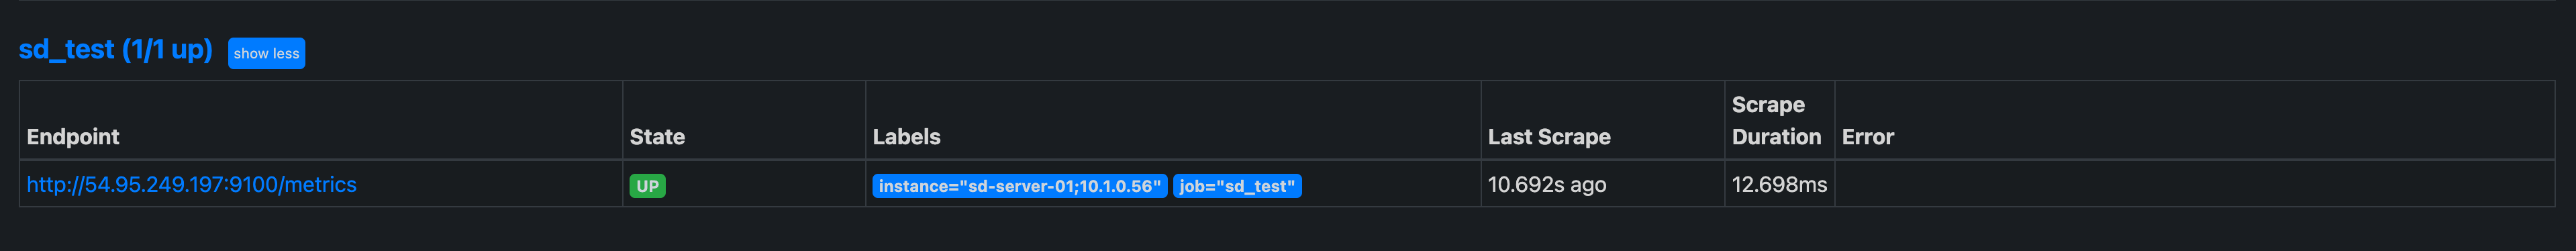 sd_test (1/1 up) show less
Endpoint State Labels Last Scrape Scrape Duration Error
http://54.95.249.197:9100/metrics UP instance="sd-server-01;10.1.0.56" job="sd_test" 10.692s ago 12.698ms